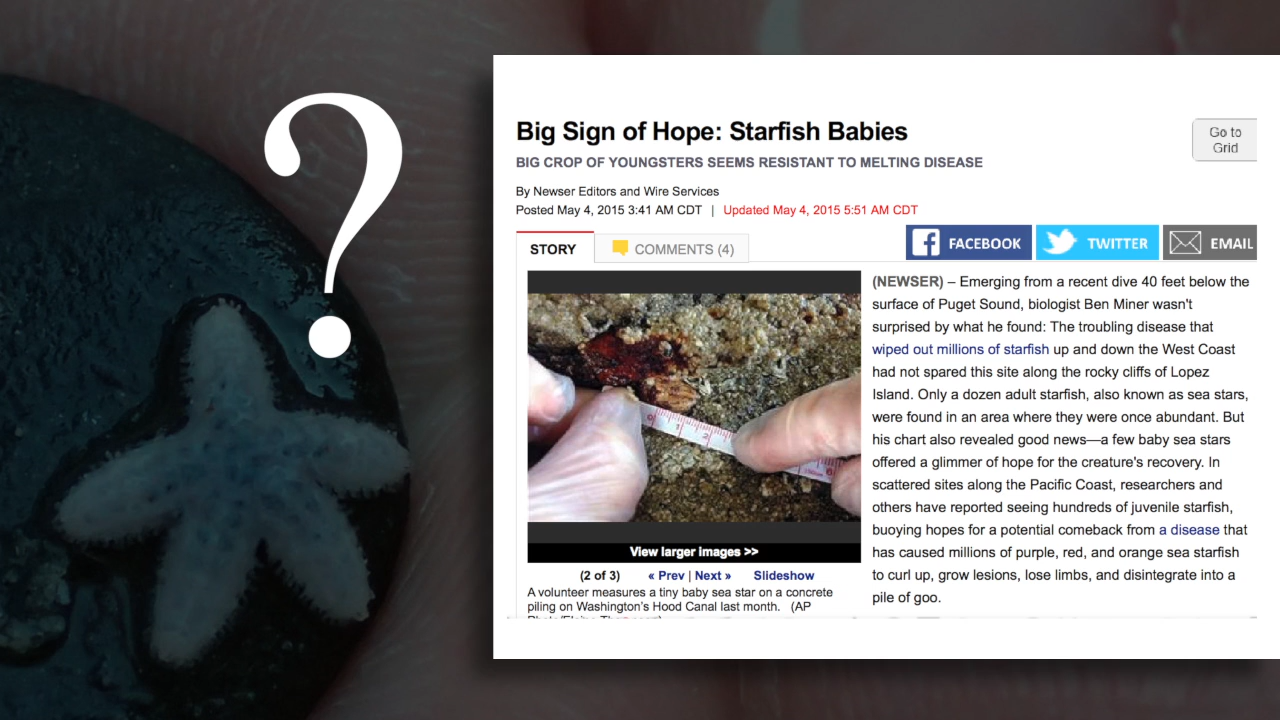 ?
Big Sign of Hope: Starfish Babies
Go to
Grid
BIG CROP OF YOUNGSTERS SEEMS RESISTANT TO MELTING DISEASE
By Newser Editors and Wire Services
Posted May 4, 2015 3:41 AM CDT | Updated May 4, 2015 5:51 AM CDT
STORY
COMMENTS (4)
FACEBOOK
TWITTER
EMAIL
0 1 2
View larger images >>
(2 of 3) « Prev | Next » Slideshow
A volunteer measures a tiny baby sea star on a concrete
piling on Washington's Hood Canal last month. (AP
(NEWSER) – Emerging from a recent dive 40 feet below the
surface of Puget Sound, biologist Ben Miner wasn't
surprised by what he found: The troubling disease that
wiped out millions of starfish up and down the West Coast
had not spared this site along the rocky cliffs of Lopez
Island. Only a dozen adult starfish, also known as sea stars,
were found in an area where they were once abundant. But
his chart also revealed good news—a few baby sea stars
offered a glimmer of hope for the creature's recovery. In
scattered sites along the Pacific Coast, researchers and
others have reported seeing hundreds of juvenile starfish,
buoying hopes for a potential comeback from a disease that
has caused millions of purple, red, and orange sea starfish
to curl up, grow lesions, lose limbs, and disintegrate into a
pile of goo.